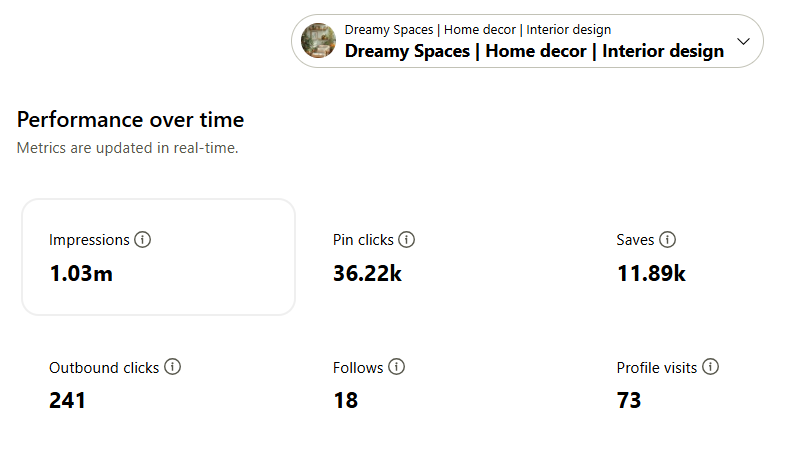 Dreamy Spaces | Home decor | Interior design
Dreamy Spaces | Home decor | Interior design
Performance over time
Metrics are updated in real-time.
Impressions
1.03m
Pin clicks
36.22k
Saves
11.89k
Outbound clicks
241
Follows
18
Profile visits
73